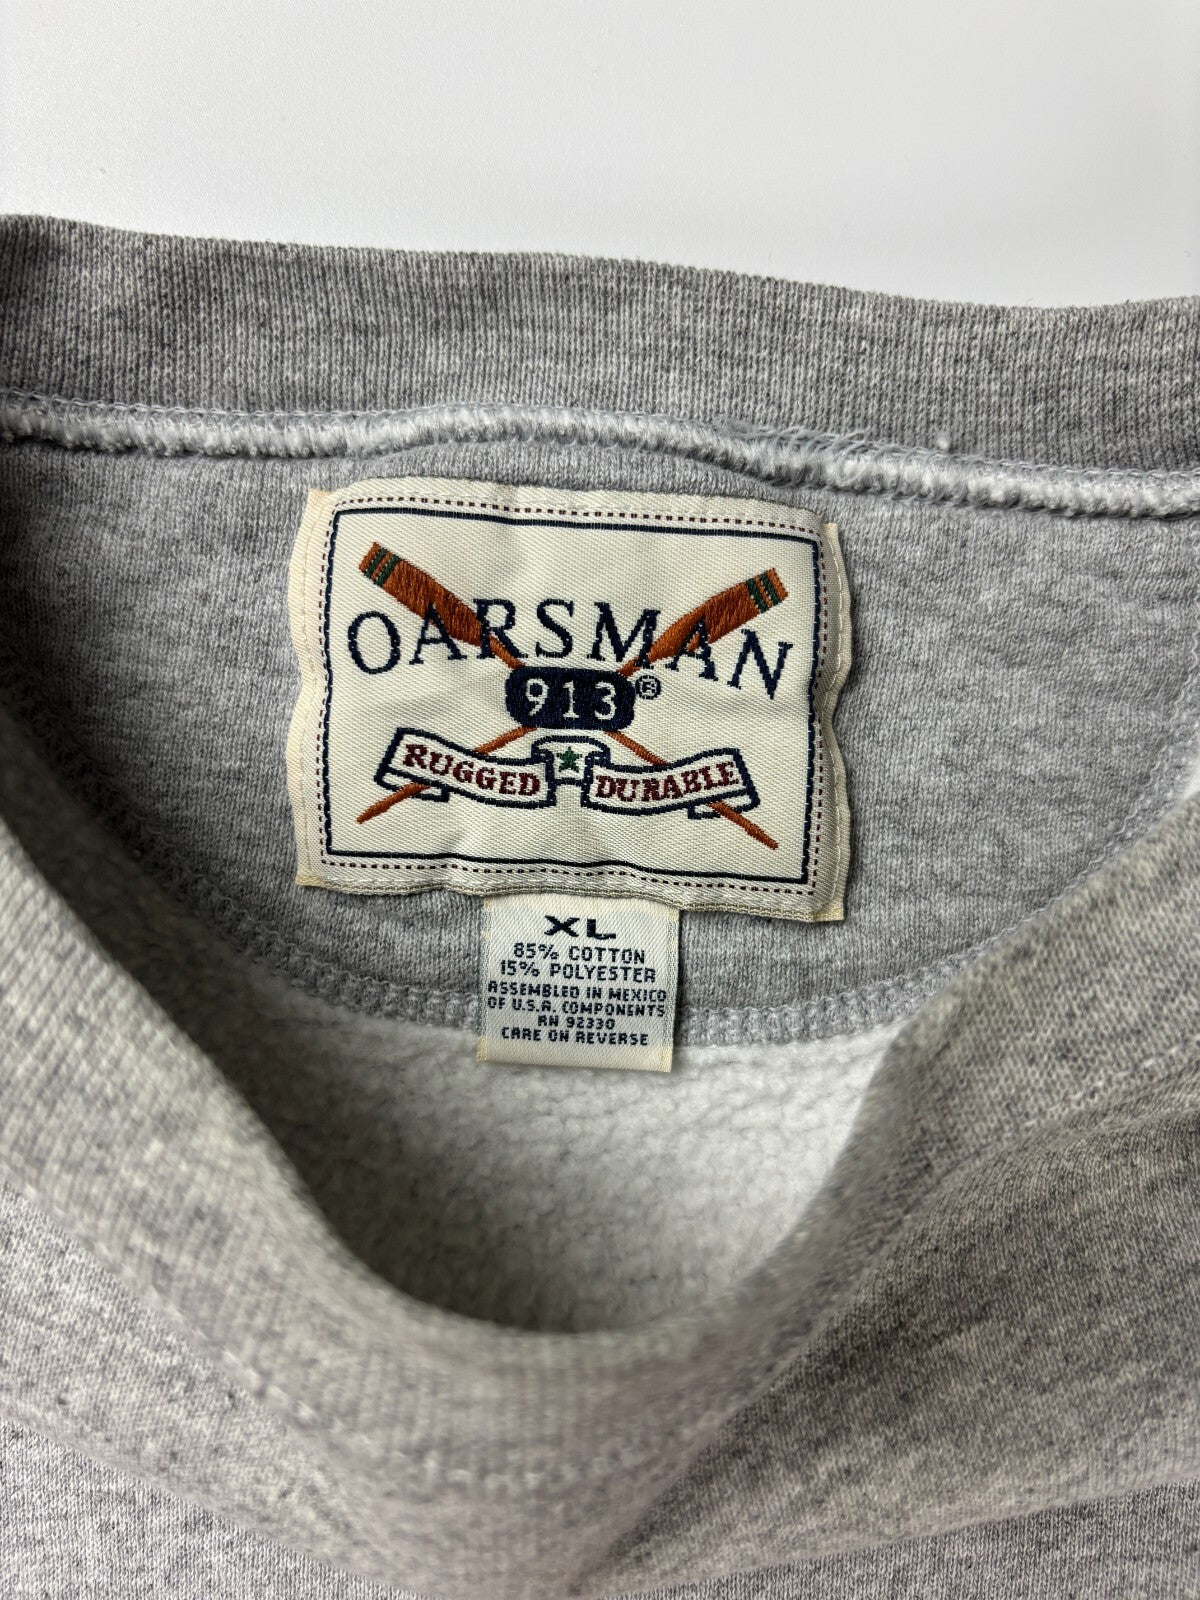 OARSMAN
913®
RUGGED DURABLE
XL
85% COTTON
15% POLYESTER
ASSEMBLED IN MEXICO
OF U.S.A. COMPONENTS
RN 92330
CARE ON REVERSE